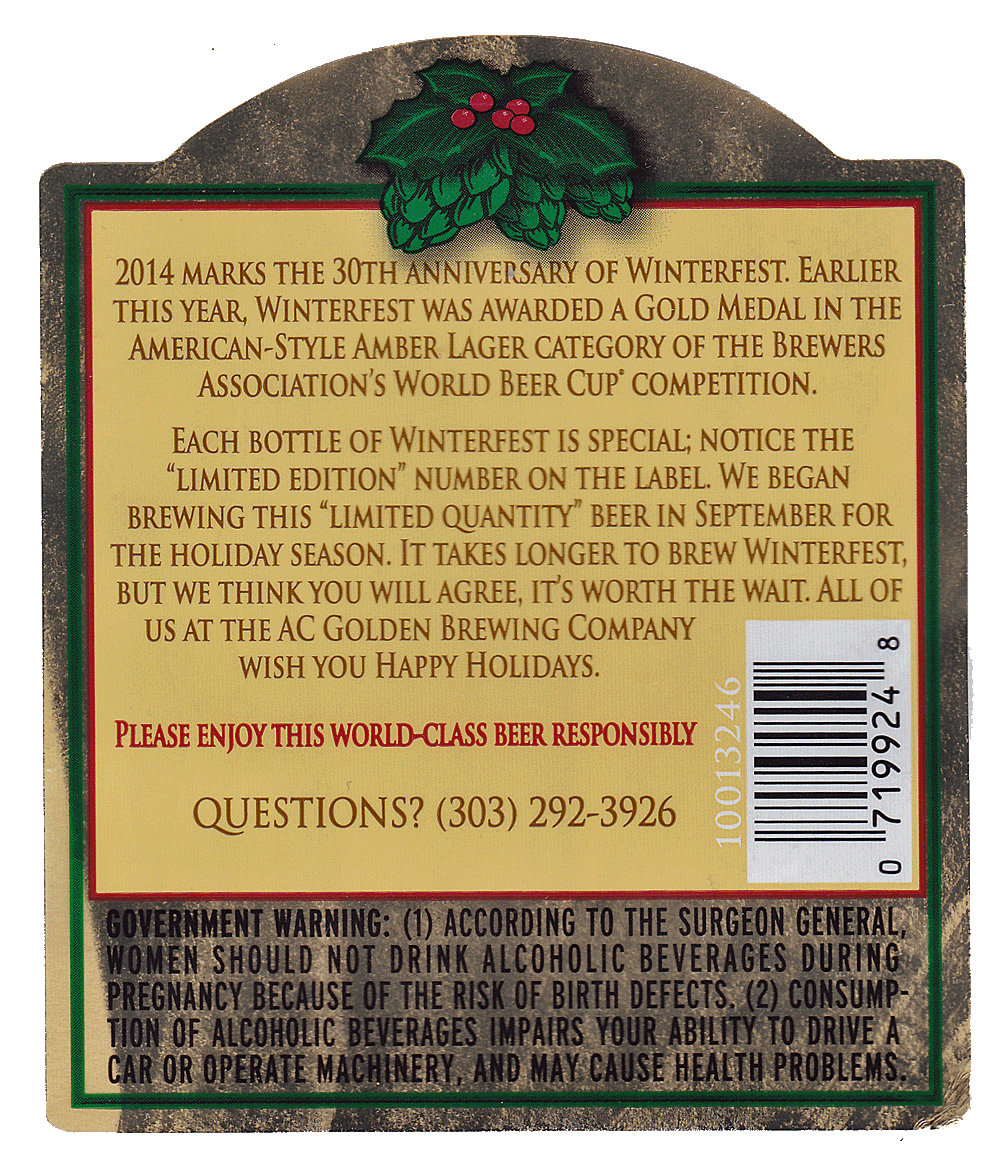 2014 MARKS THE 30TH ANNIVERSARY OF WINTERFEST. EARLIER
THIS YEAR, WINTERFEST WAS AWARDED A GOLD MEDAL IN THE
AMERICAN-STYLE AMBER LAGER CATEGORY OF THE BREWERS
ASSOCIATION'S WORLD BEER CUP® COMPETITION.
EACH BOTTLE OF WINTERFEST IS SPECIAL; NOTICE THE
"LIMITED EDITION" NUMBER ON THE LABEL. WE BEGAN
BREWING THIS "LIMITED QUANTITY" BEER IN SEPTEMBER FOR
THE HOLIDAY SEASON. IT TAKES LONGER TO BREW WINTERFEST,
BUT WE THINK YOU WILL AGREE, IT'S WORTH THE WAIT. ALL OF
US AT THE AC GOLDEN BREWING COMPANY
WISH YOU HAPPY HOLIDAYS.
PLEASE ENJOY THIS WORLD-CLASS BEER RESPONSIBLY
QUESTIONS? (303) 292-3926
10013246
0 7199924 8
GOVERNMENT WARNING: (1) ACCORDING TO THE SURGEON GENERAL,
WOMEN SHOULD NOT DRINK ALCOHOLIC BEVERAGES DURING
PREGNANCY BECAUSE OF THE RISK OF BIRTH DEFECTS. (2) CONSUMP-
TION OF ALCOHOLIC BEVERAGES IMPAIRS YOUR ABILITY TO DRIVE A
CAR OR OPERATE MACHINERY, AND MAY CAUSE HEALTH PROBLEMS.